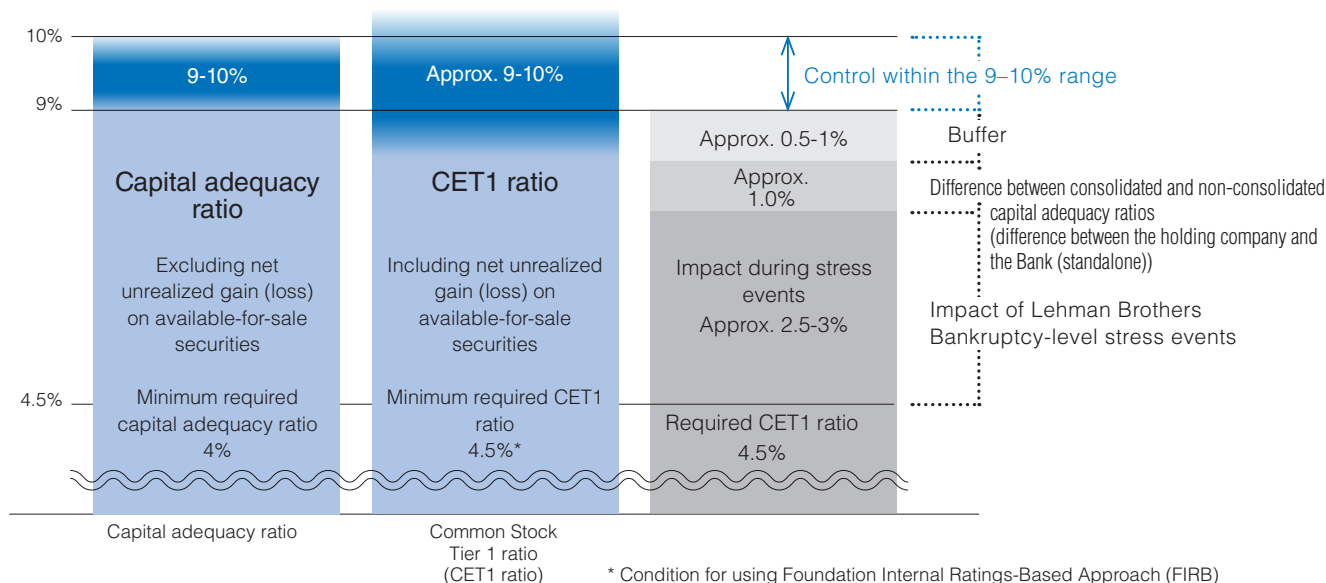 10%
9%
4.5%
9-10%
Capital adequacy
ratio
Excluding net
unrealized gain (loss)
on available-for-sale
securities
Minimum required
capital adequacy ratio
4%
Approx. 9-10%
CET1 ratio
Including net unrealized
gain (loss) on
available-for-sale
securities
Minimum required CET1
ratio
4.5%*
Approx. 0.5-1%
Approx.
1.0%
Impact during stress
events
Approx. 2.5-3%
Required CET1 ratio
4.5%
Control within the 9–10% range
Buffer
Difference between consolidated and non-consolidated
capital adequacy ratios
(difference between the holding company and
the Bank (standalone))
Impact of Lehman Brothers
Bankruptcy-level stress events
Capital adequacy ratio
Common Stock
Tier 1 ratio
(CET1 ratio)
* Condition for using Foundation Internal Ratings-Based Approach (FIRB)